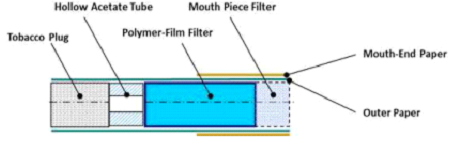 Hollow Acetate Tube
Mouth Piece Filter
Tobacco Plug
Polymer-Film Filter
Mouth-End Paper
Outer Paper